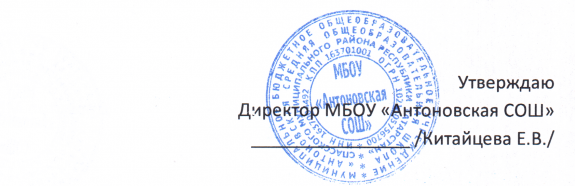 Утверждаю
Директор МБОУ «Антоновская СОШ»
/Китайцева Е.В./
МБОУ
«Антоновская
СОШ»